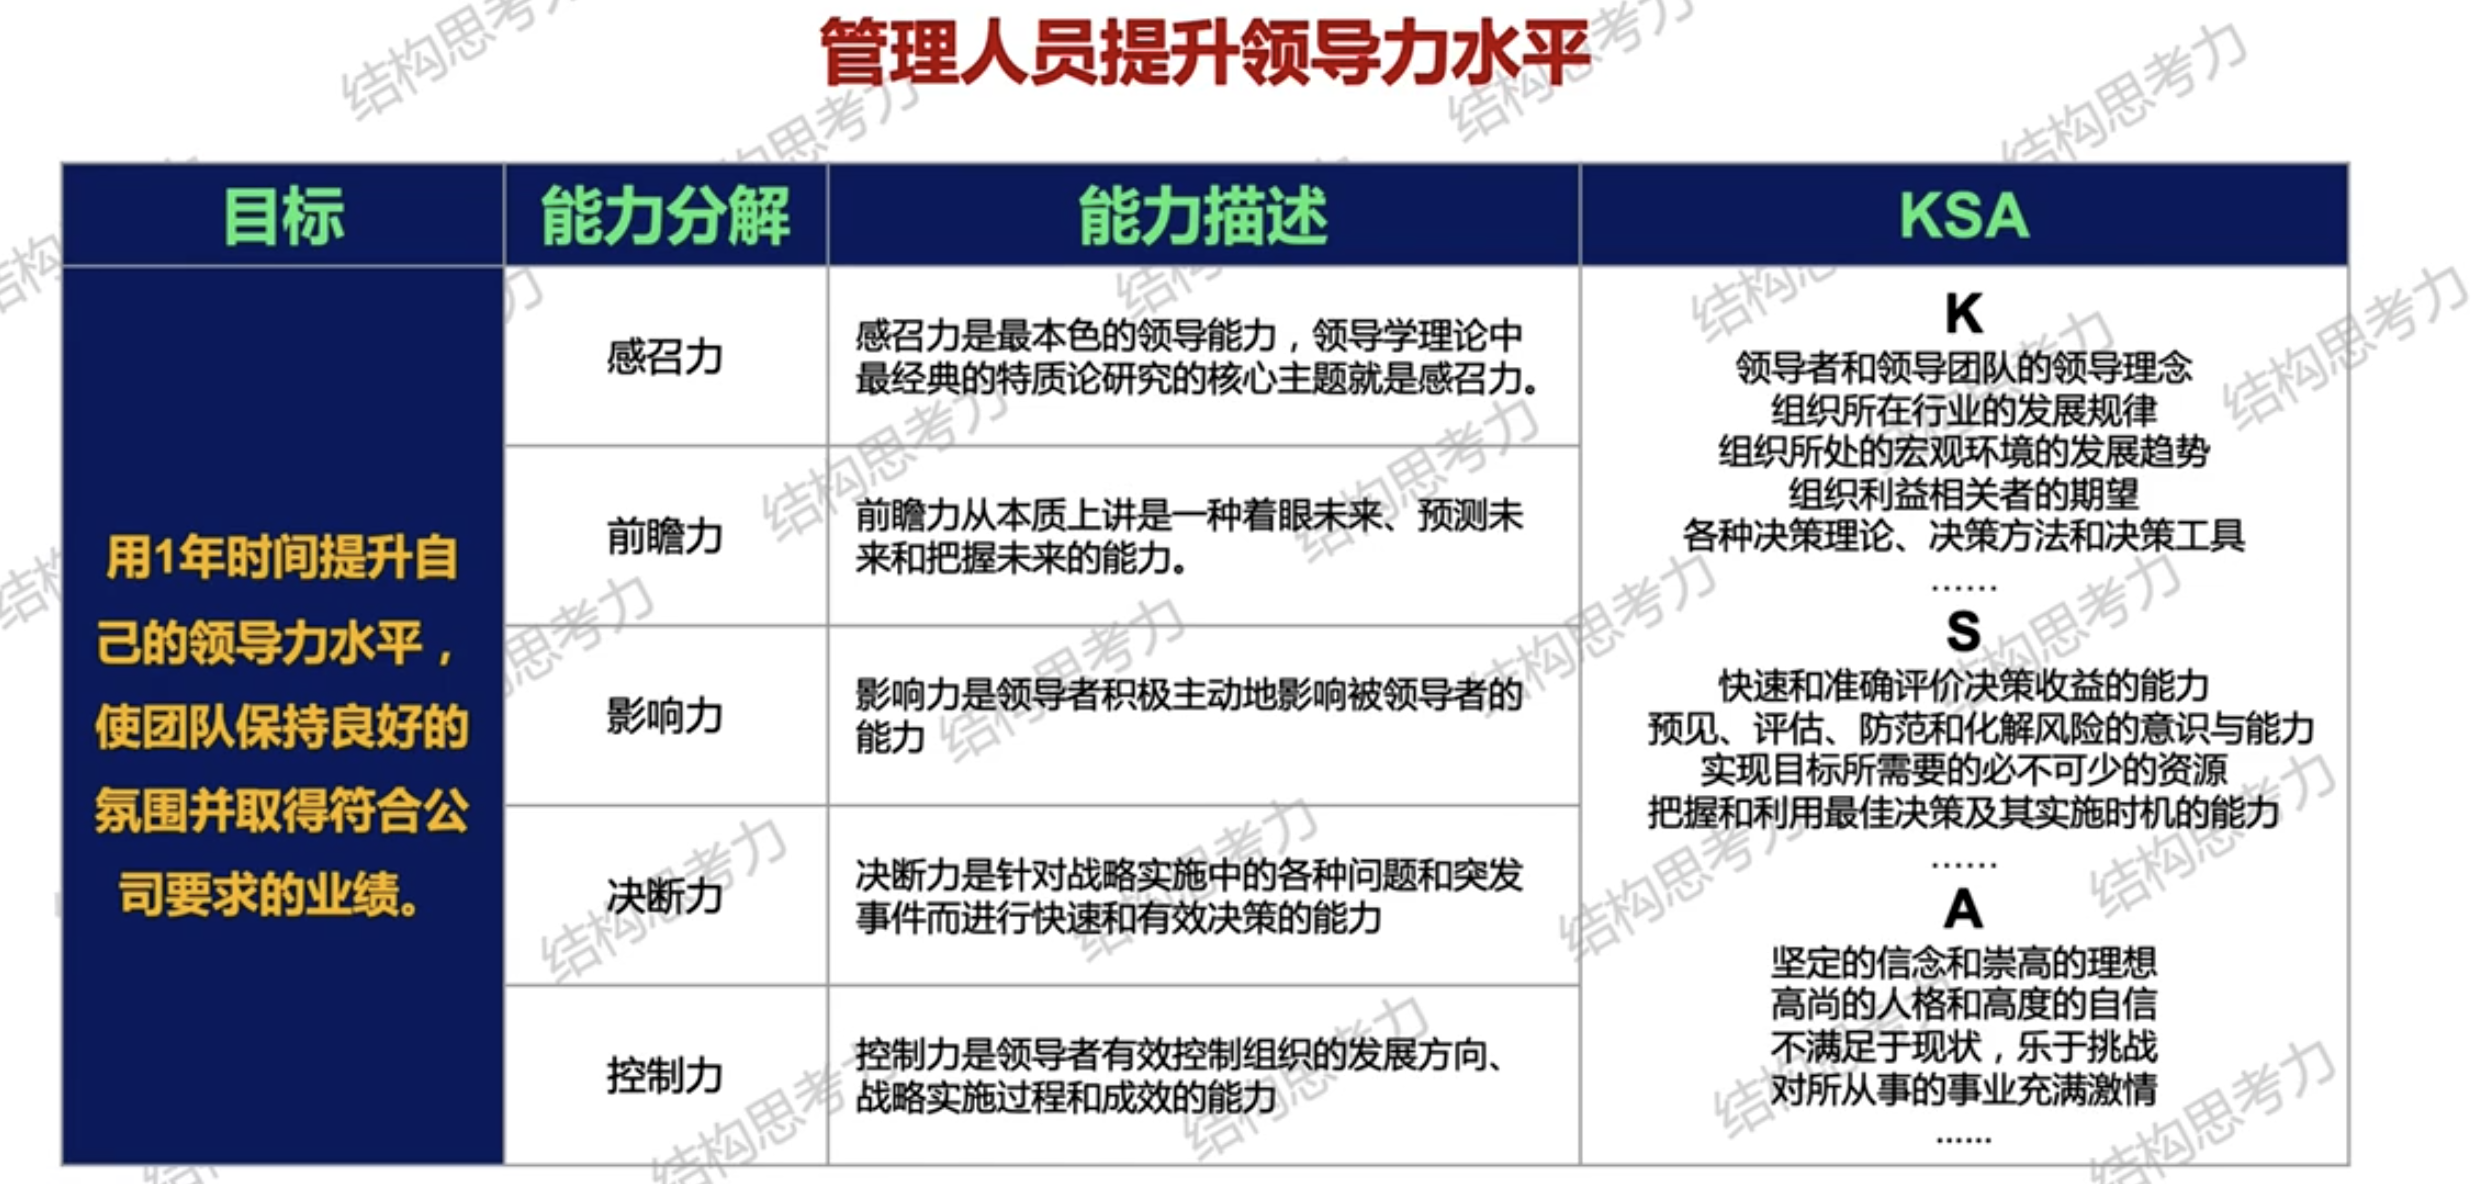 管理人员提升领导力水平
目标
能力分解
能力描述
KSA
用1年时间提升自
己的领导力水平，
使团队保持良好的
氛围并取得符合公
司要求的业绩。
感召力
感召力是最本色的领导能力，领导学理论中
最经典的特质论研究的核心主题就是感召力。
前瞻力
前瞻力从本质上讲是一种着眼未来、预测未
来和把握未来的能力。
影响力
影响力是领导者积极主动地影响被领导者的
能力
决断力
决断力是针对战略实施中的各种问题和突发
事件而进行快速和有效决策的能力
控制力
控制力是领导者有效控制组织的发展方向、
战略实施过程和成效的能力
K
领导者和领导团队的领导理念
组织所在行业的发展规律
组织所处的宏观环境的发展趋势
组织利益相关者的期望
各种决策理论、决策方法和决策工具
······
S
快速和准确评价决策收益的能力
预见、评估、防范和化解风险的意识与能力
实现目标所需要的必不可少的资源
把握和利用最佳决策及其实施时机的能力
······
A
坚定的信念和崇高的理想
高尚的人格和高度的自信
不满足于现状，乐于挑战
对所从事的事业充满激情
······
结构思考力